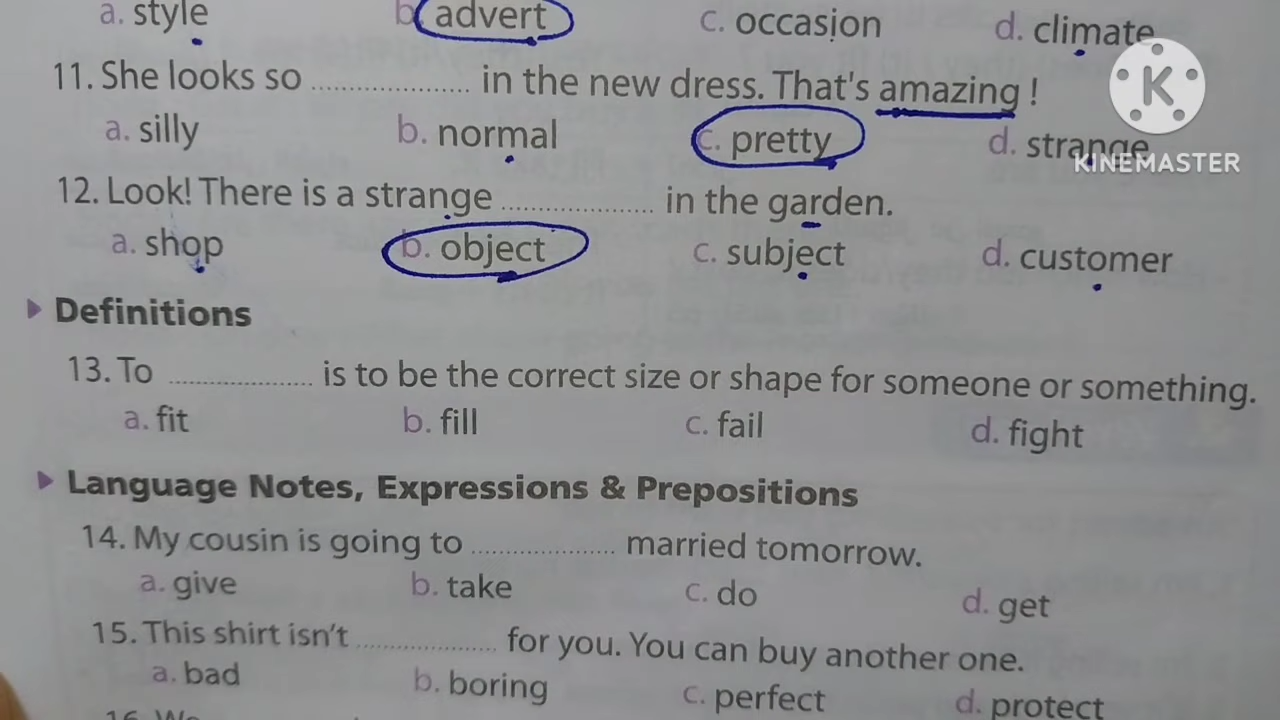 a. style b. advert c. occasion d. climate
11. She looks so .................... in the new dress. That's amazing !
a. silly b. normal c. pretty d. strange
K
KINEMASTER
12. Look! There is a strange .................... in the garden.
a. shop b. object c. subject d. customer
Definitions
13. To .................... is to be the correct size or shape for someone or something.
a. fit b. fill c. fail d. fight
Language Notes, Expressions & Prepositions
14. My cousin is going to .................... married tomorrow.
a. give b. take c. do d. get
15. This shirt isn't .................... for you. You can buy another one.
a. bad b. boring c. perfect d. protect
16. We